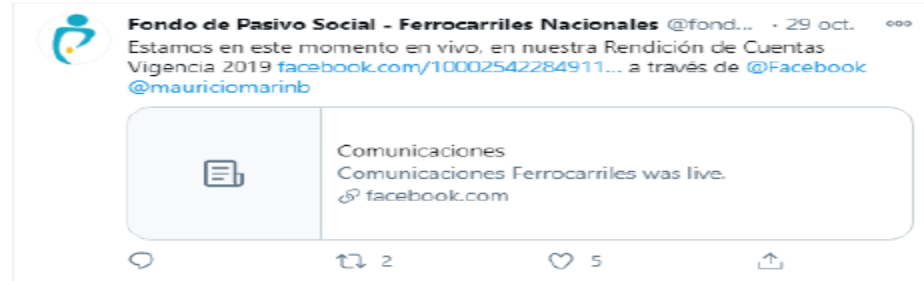 Fondo de Pasivo Social - Ferrocarriles Nacionales @fond... · 29 oct.
Estamos en este momento en vivo, en nuestra Rendición de Cuentas
Vigencia 2019 facebook.com/10002542284911... a través de @Facebook
@mauriciomarinb
Comunicaciones
Comunicaciones Ferrocarriles was live.
facebook.com
2 5